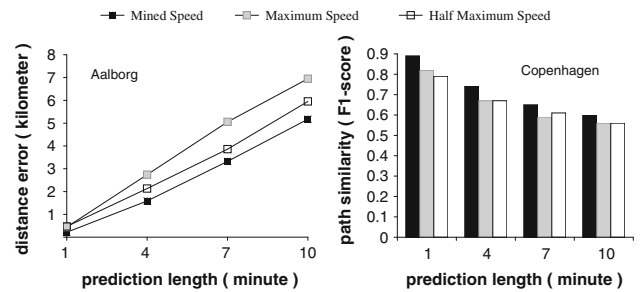 Mined Speed Maximum Speed Half Maximum Speed
distance error ( kilometer )
8
7
6
5
4
3
2
1
Aalborg
1 4 7 10
prediction length ( minute )
path similarity ( F1-score )
0.9
0.8
0.7
0.6
0.5
0.4
0.3
0.2
0.1
0
Copenhagen
1 4 7 10
prediction length ( minute )